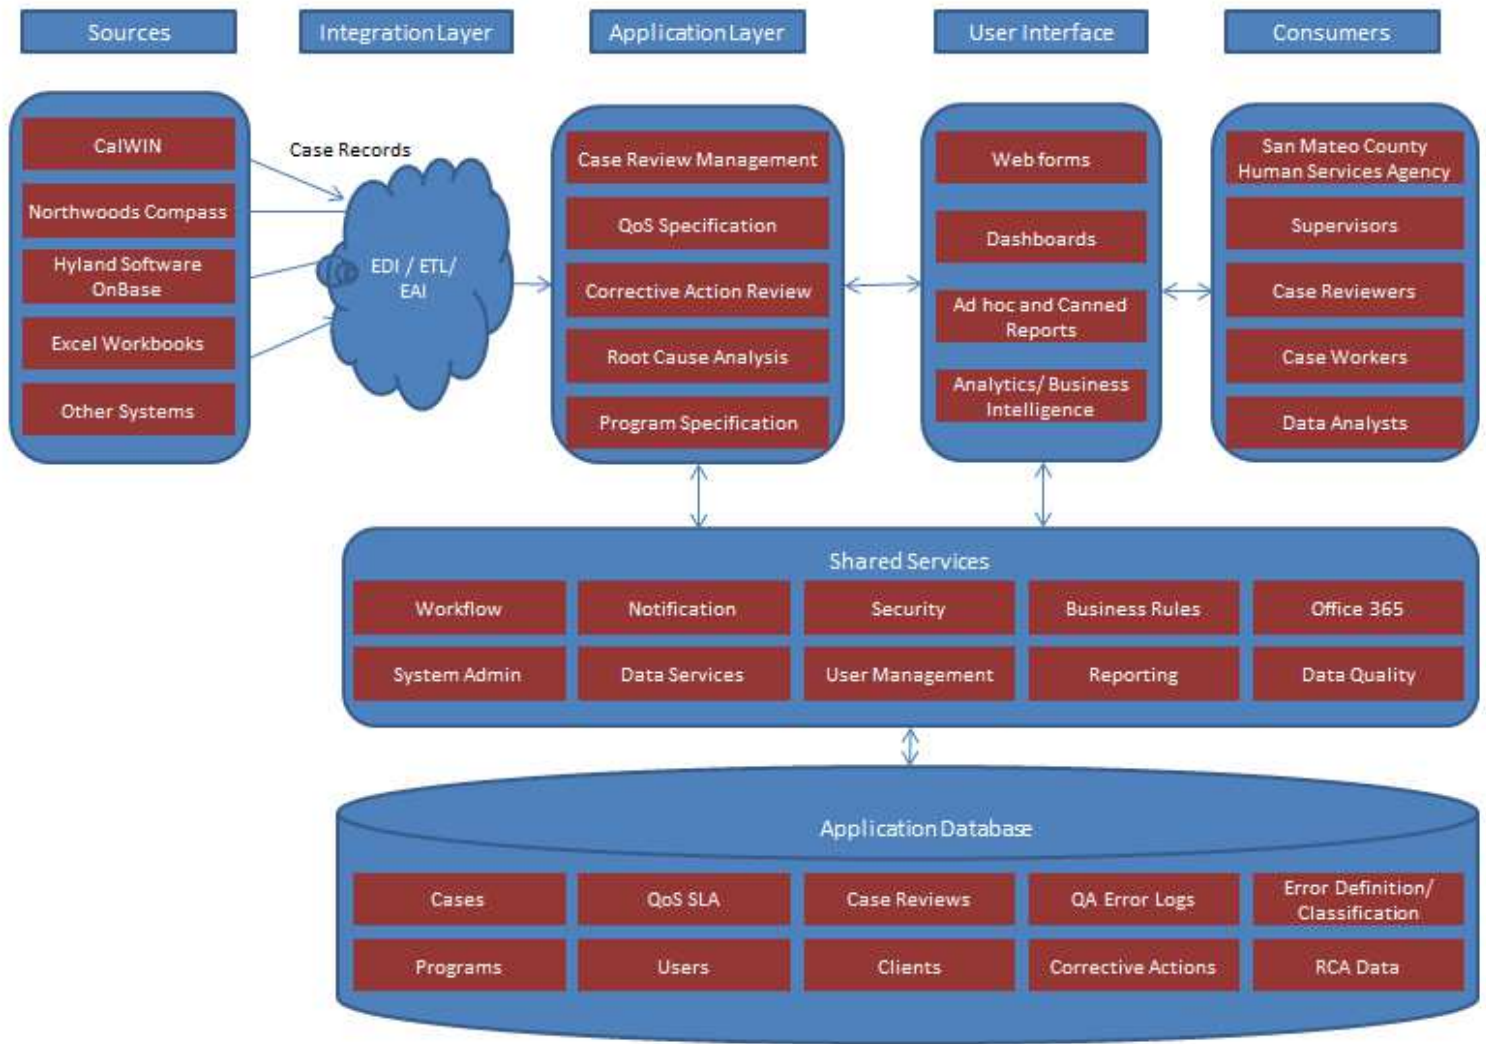 Sources
Integration Layer
Application Layer
User Interface
Consumers
CalWIN
Northwoods Compass
Hyland Software
OnBase
Excel Workbooks
Other Systems
Case Records
EDI / ETL/
EAI
Case Review Management
QoS Specification
Corrective Action Review
Root Cause Analysis
Program Specification
Web forms
Dashboards
Ad hoc and Canned
Reports
Analytics/ Business
Intelligence
San Mateo County
Human Services Agency
Supervisors
Case Reviewers
Case Workers
Data Analysts
Shared Services
Workflow
Notification
Security
Business Rules
Office 365
System Admin
Data Services
User Management
Reporting
Data Quality
Application Database
Cases
QoS SLA
Case Reviews
QA Error Logs
Error Definition/
Classification
Programs
Users
Clients
Corrective Actions
RCA Data